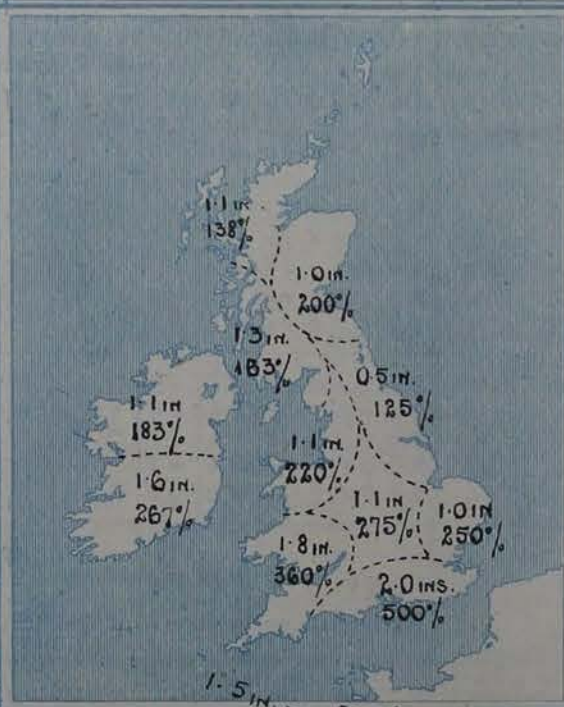 1·1 IN.
138%
1·0 IN.
200%
1·3 IN.
163%
0·5 IN.
125%
1·1 IN
183%
1·6 IN.
267%
1·1 IN.
220%
1·1 IN
275%
1·0 IN
250%
1·8 IN.
360%
2·0 INS.
500%
1·5 IN